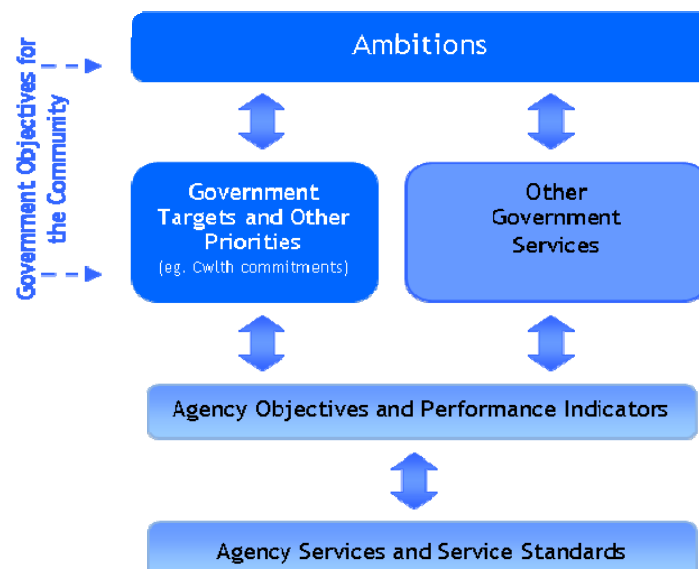 Government Objectives for
the Community
Ambitions
Government
Targets and Other
Priorities
(eg. Cwlth commitments)
Other
Government
Services
Agency Objectives and Performance Indicators
Agency Services and Service Standards